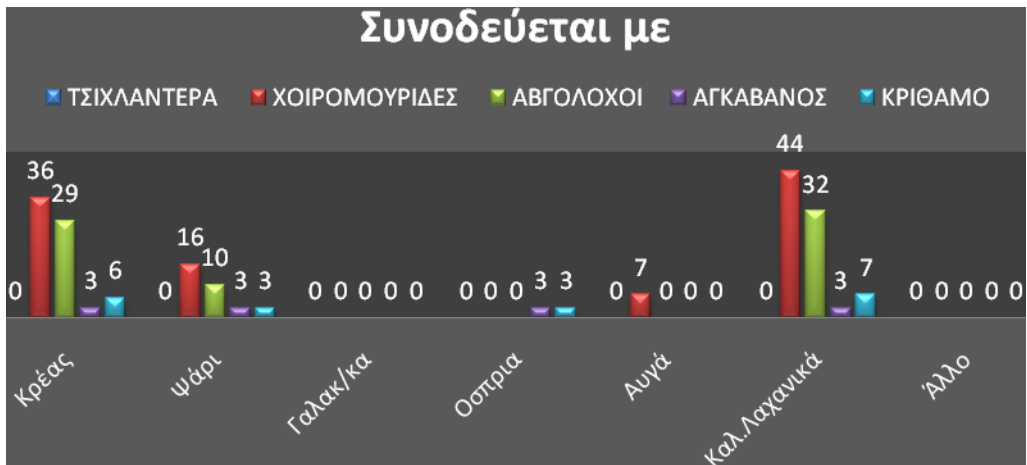 Συνοδεύεται με
ΤΣΙΧΛΑΝΤΕΡΑ ΧΟΙΡΟΜΟΥΡΙΔΕΣ ΑΒΓΟΛΟΧΟΙ ΑΓΚΑΒΑΝΟΣ ΚΡΙΘΑΜΟ
0 36 29 3 6
0 16 10 3 3
0 0 0 0 0
0 0 0 3 3
0 7 0 0 0
0 44 32 3 7
0 0 0 0 0
Κρέας
Ψάρι
Γαλακ/κα
Οσπρια
Αυγά
Καλ.Λαχανικά
Άλλο